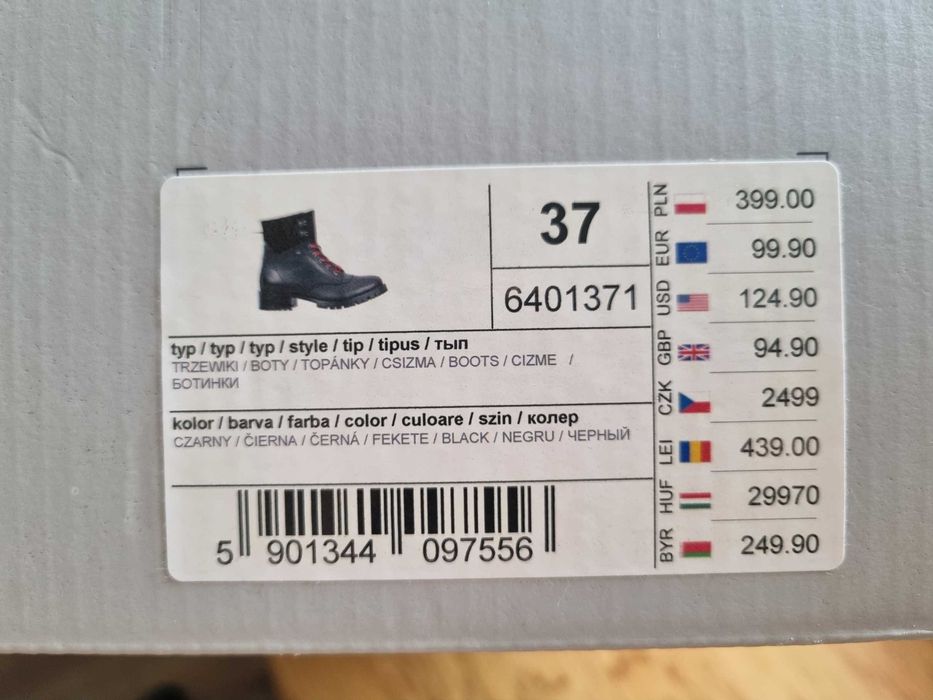 37
6401371
typ / typ / typ / style / tip / tipus / тып
TRZEWIKI / BOTY / TOPÁNKY / CSIZMA / BOOTS / CIZME /
БОТИНКИ
kolor / barva / farba / color / culoare / szin / колер
CZARNY / ČIERNA / ČERNÁ / FEKETE / BLACK / NEGRU / ЧЕРНЫЙ
5 901344 097556
PLN 399.00
EUR 99.90
USD 124.90
GBP 94.90
CZK 2499
LEI 439.00
HUF 29970
BYR 249.90